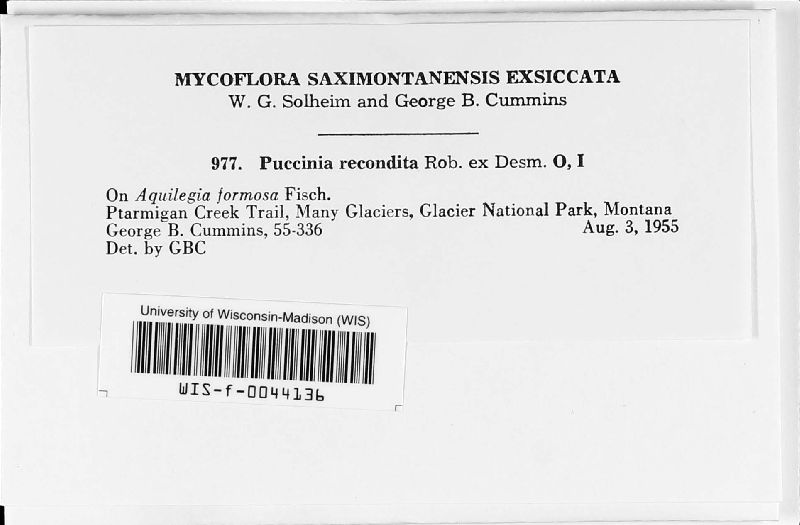 MYCOFLORA SAXIMONTANENSIS EXSICCATA
W. G. Solheim and George B. Cummins
977. Puccinia recondita Rob. ex Desm. O, I
On Aquilegia formosa Fisch.
Ptarmigan Creek Trail, Many Glaciers, Glacier National Park, Montana
George B. Cummins, 55-336 Aug. 3, 1955
Det. by GBC
University of Wisconsin-Madison (WIS)
WIS-f-0044136